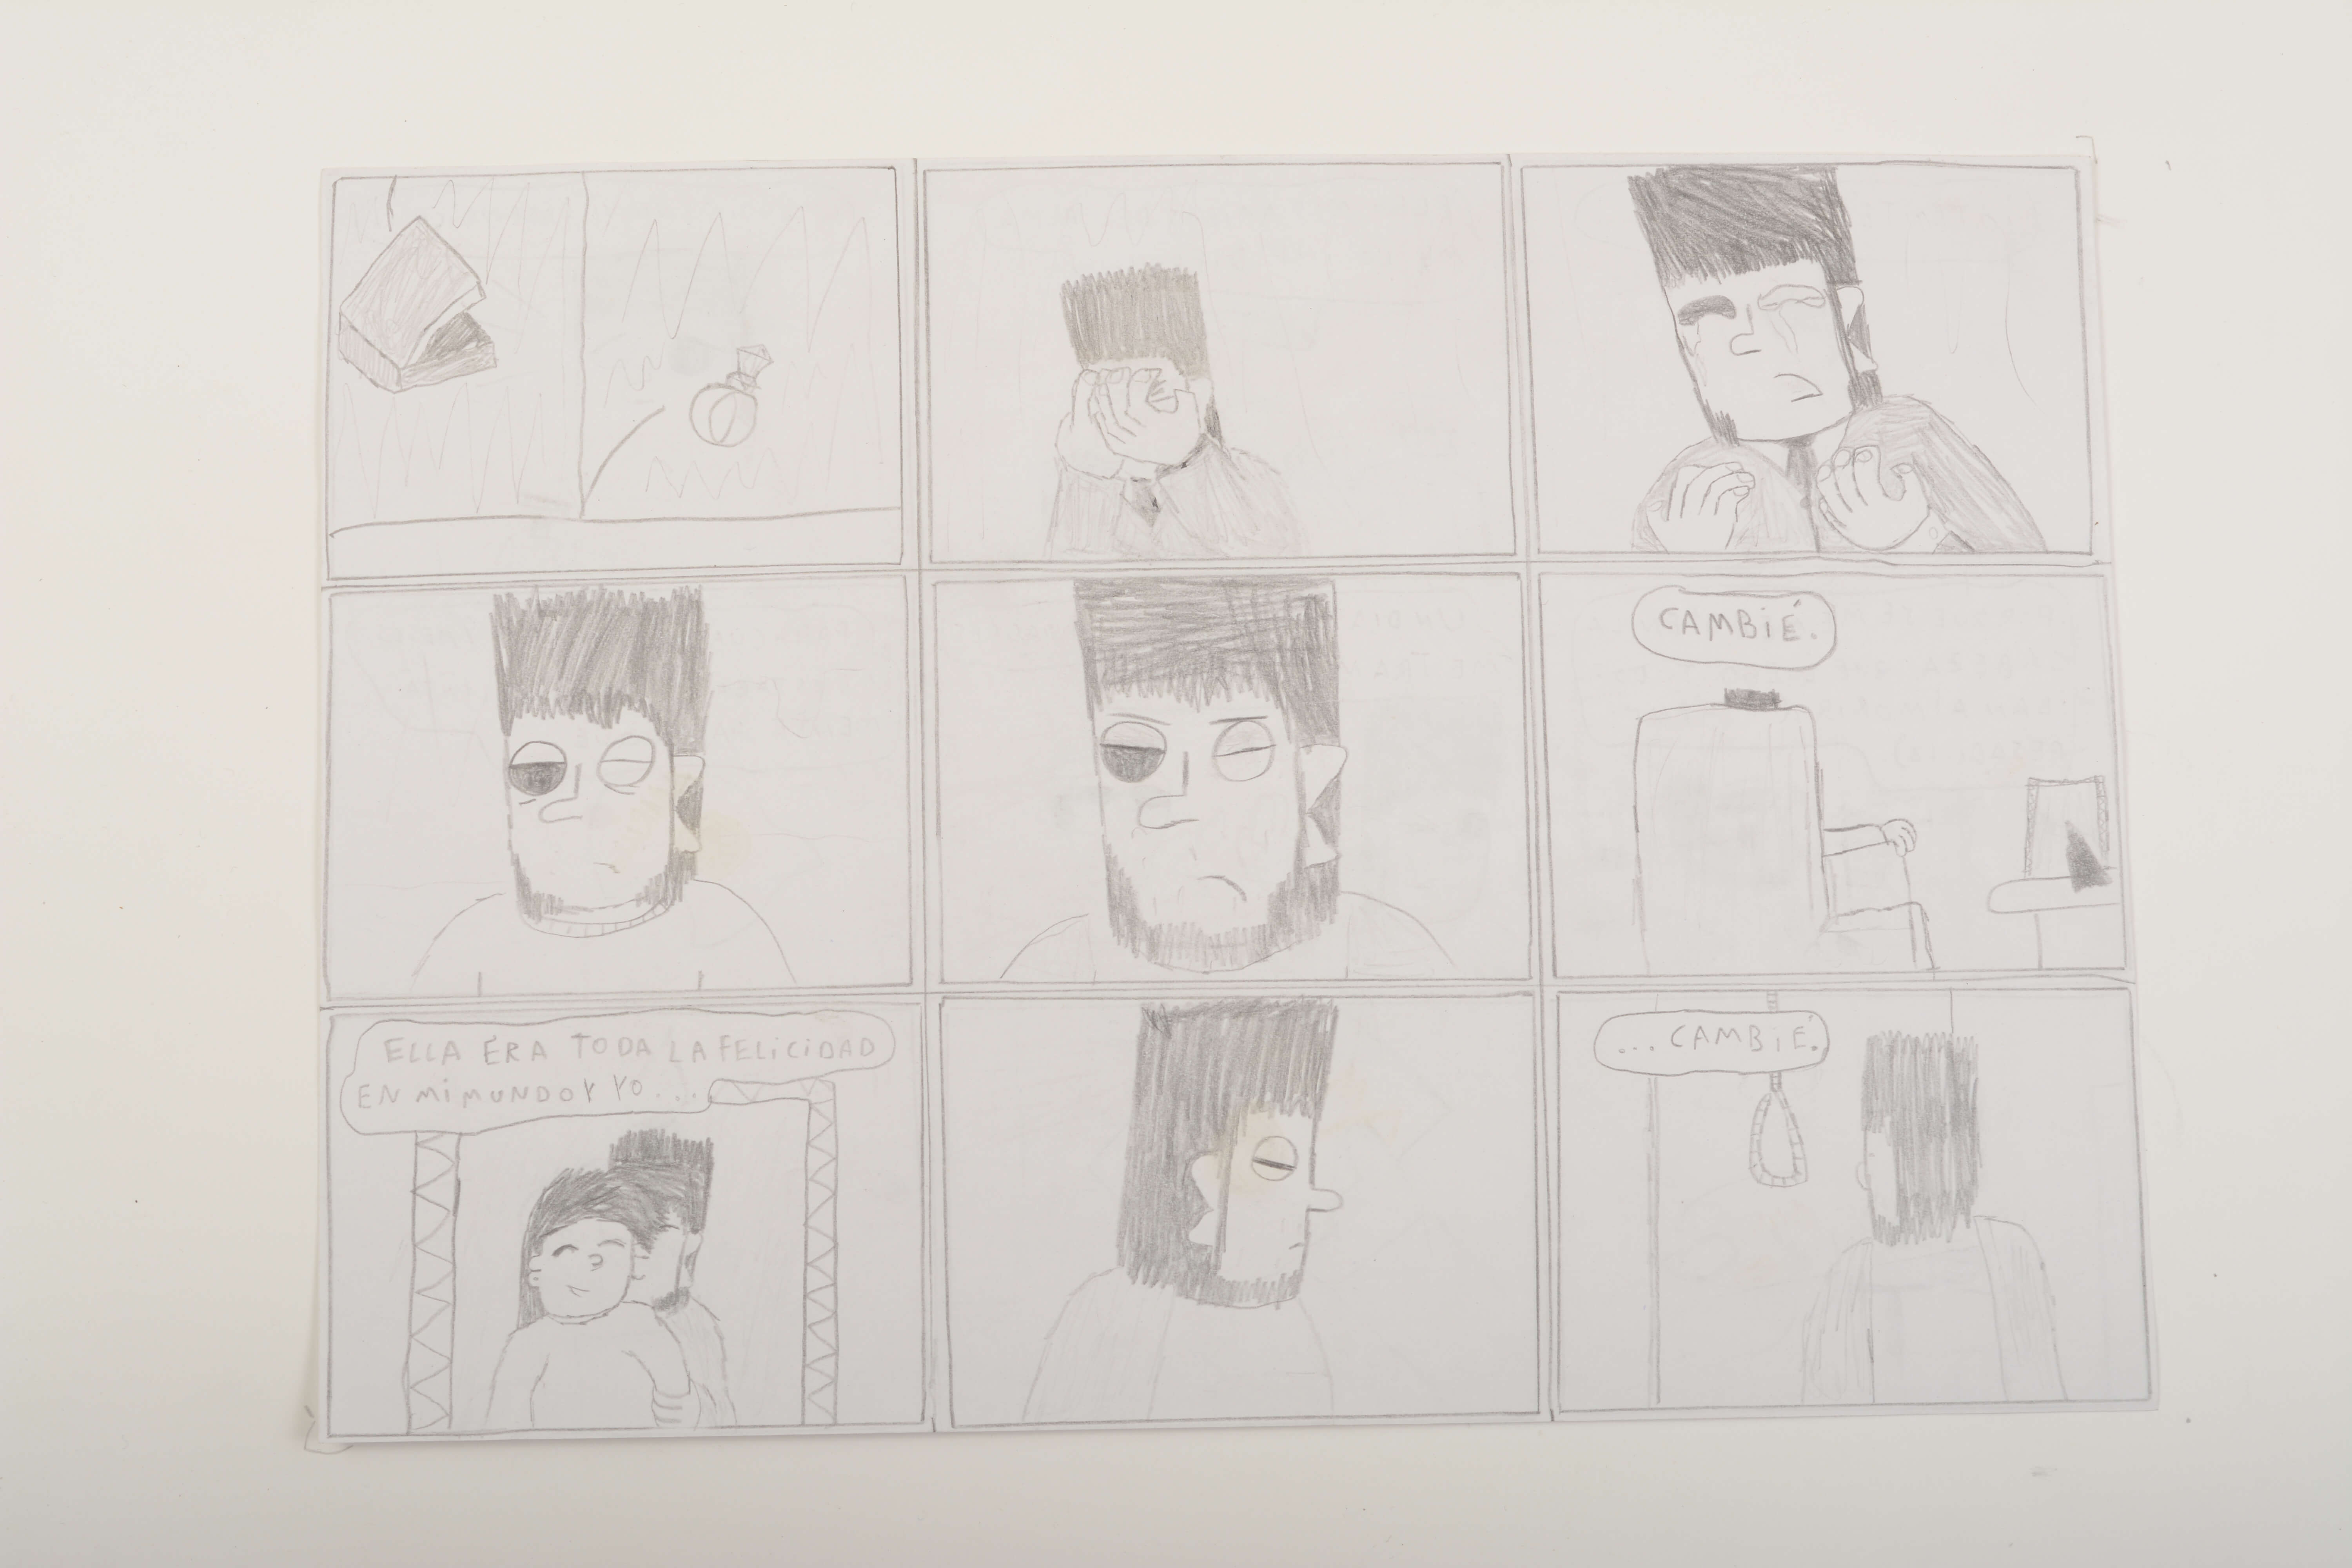 CAMBIÉ.
ELLA ERA TODA LA FELICIDAD
EN MI MUNDO Y YO...
...CAMBIÉ.